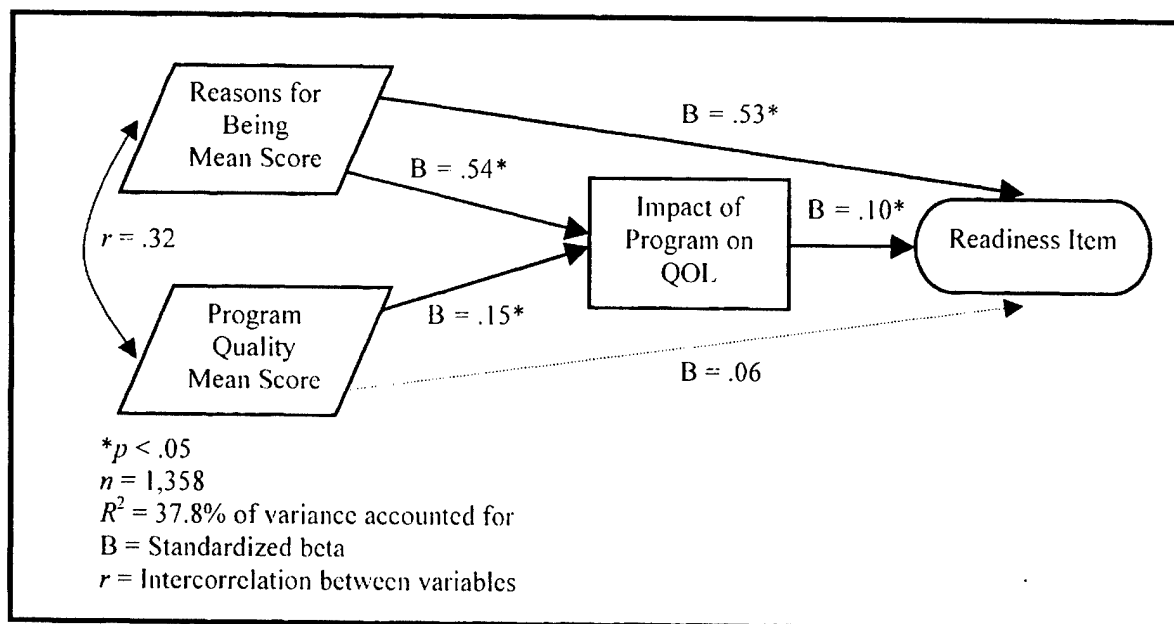 Reasons for
Being
Mean Score
B = .53*
B = .54*
r = .32
Impact of
Program on
QOL
B = .10*
Readiness Item
Program
Quality
Mean Score
B = .15*
B = .06
*p < .05
n = 1,358
R² = 37.8% of variance accounted for
B = Standardized beta
r = Intercorrelation between variables